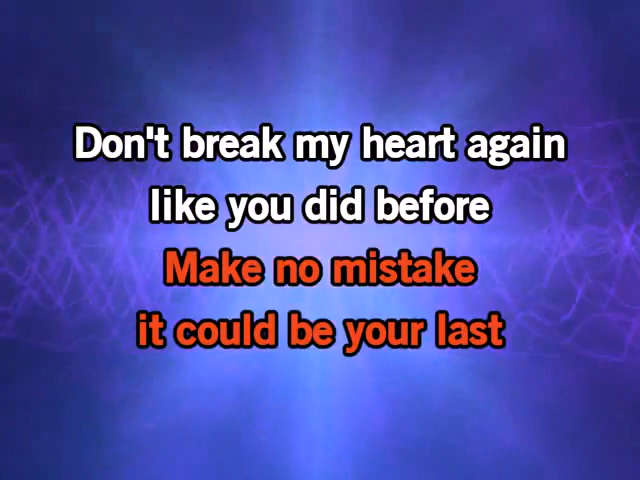 Don't break my heart again
like you did before
Make no mistake
it could be your last